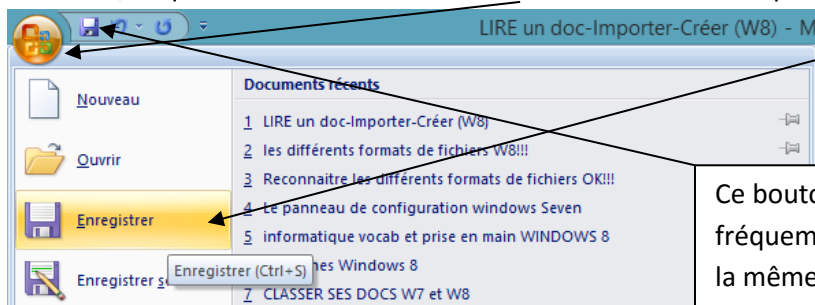 LIRE un doc-Importer-Créer (W8) - M
Nouveau
Ouvrir
Enregistrer
Enregistrer
Enregistrer (Ctrl+S)
Documents récents
1 LIRE un doc-Importer-Créer (W8)
2 les différents formats de fichiers W8!!!
3 Reconnaitre les différents formats de fichiers OK!!!
4 Le panneau de configuration windows Seven
5 informatique vocab et prise en main WINDOWS 8
Windows 8
7 CLASSER SES DOCS W7 et W8
Ce bouto
fréquem
la même